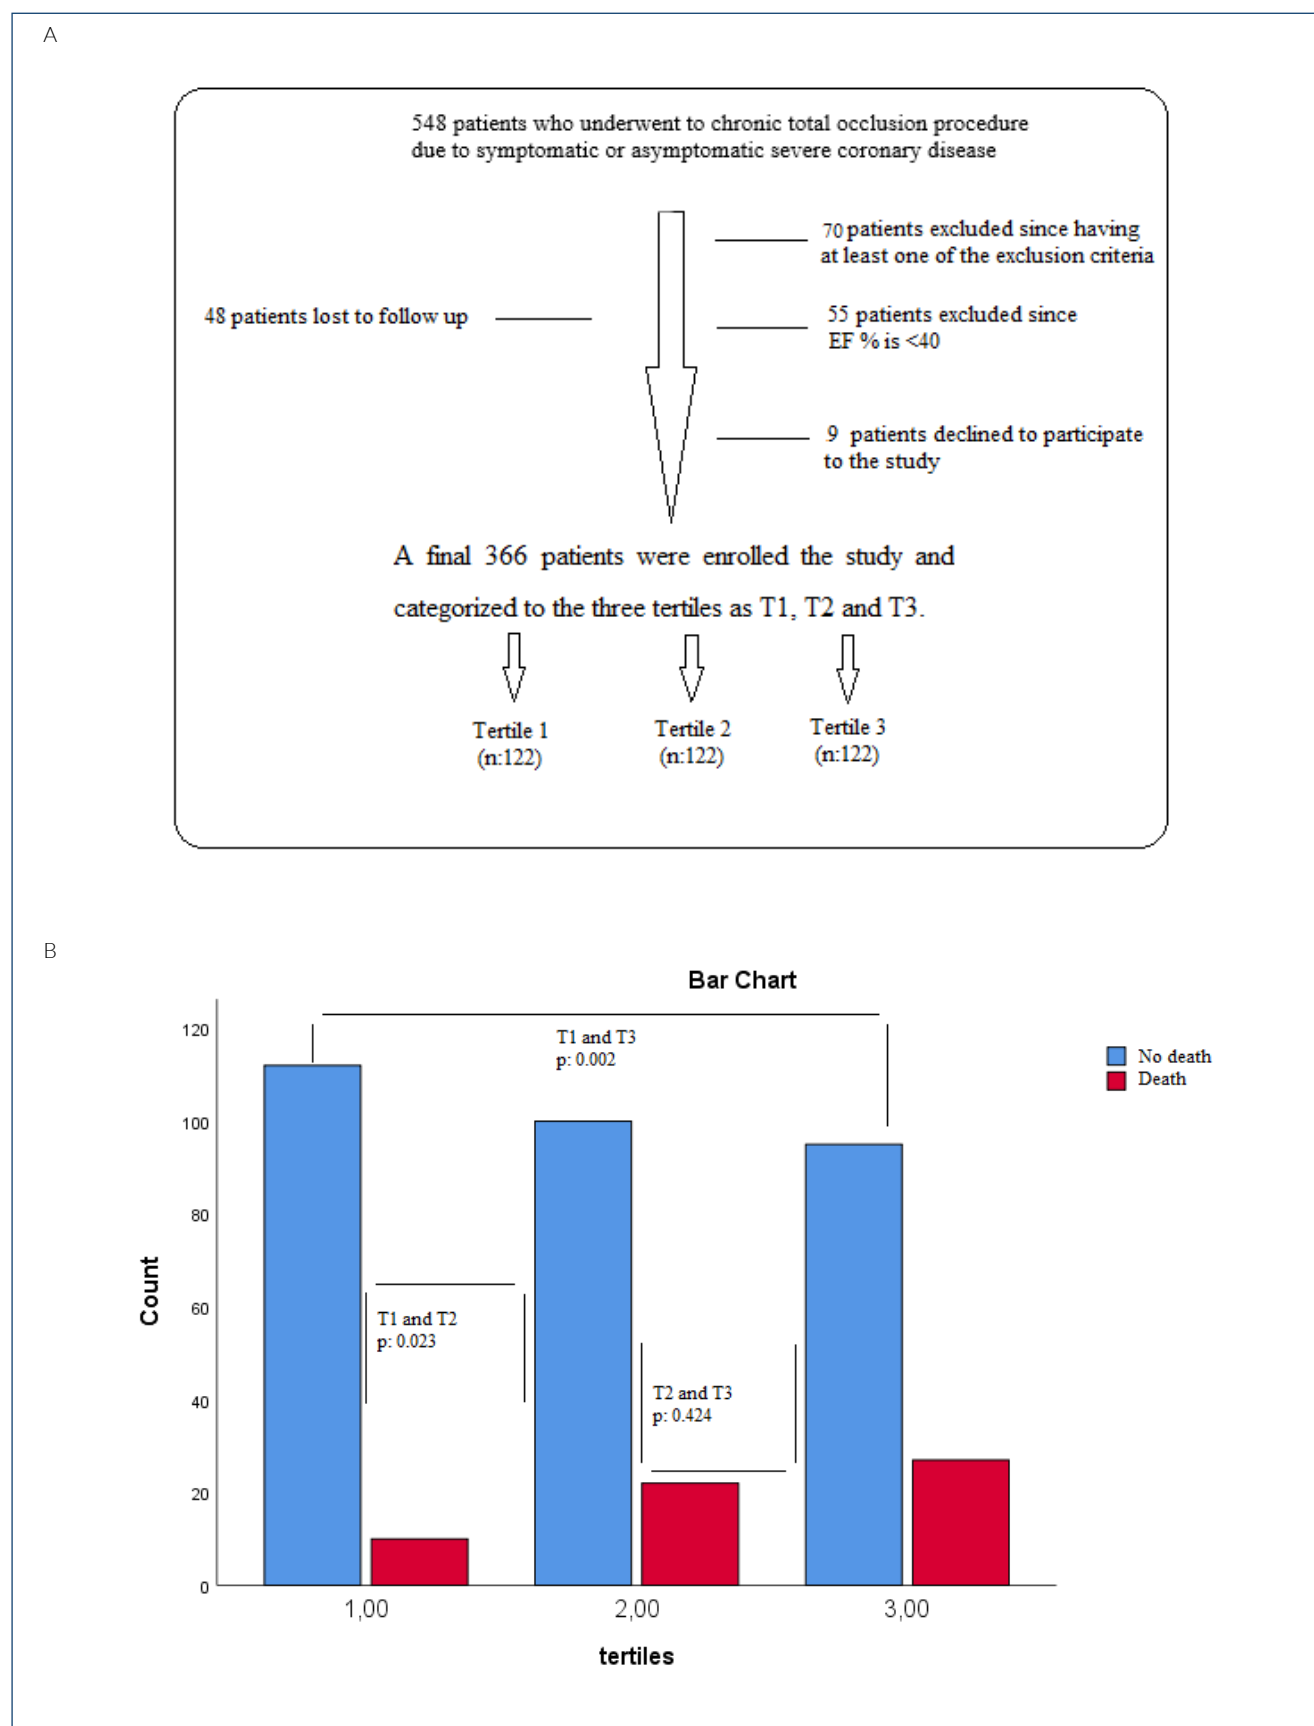 A
548 patients who underwent to chronic total occlusion procedure
due to symptomatic or asymptomatic severe coronary disease
70 patients excluded since having
at least one of the exclusion criteria
48 patients lost to follow up
55 patients excluded since
EF % is <40
9 patients declined to participate
to the study
A final 366 patients were enrolled the study and
categorized to the three tertiles as T1, T2 and T3.
Tertile 1
(n:122)
Tertile 2
(n:122)
Tertile 3
(n:122)
B
Bar Chart
120
100
80
60
40
20
0
Count
T1 and T3
p: 0.002
T1 and T2
p: 0.023
T2 and T3
p: 0.424
No death
Death
1,00
2,00
3,00
tertiles